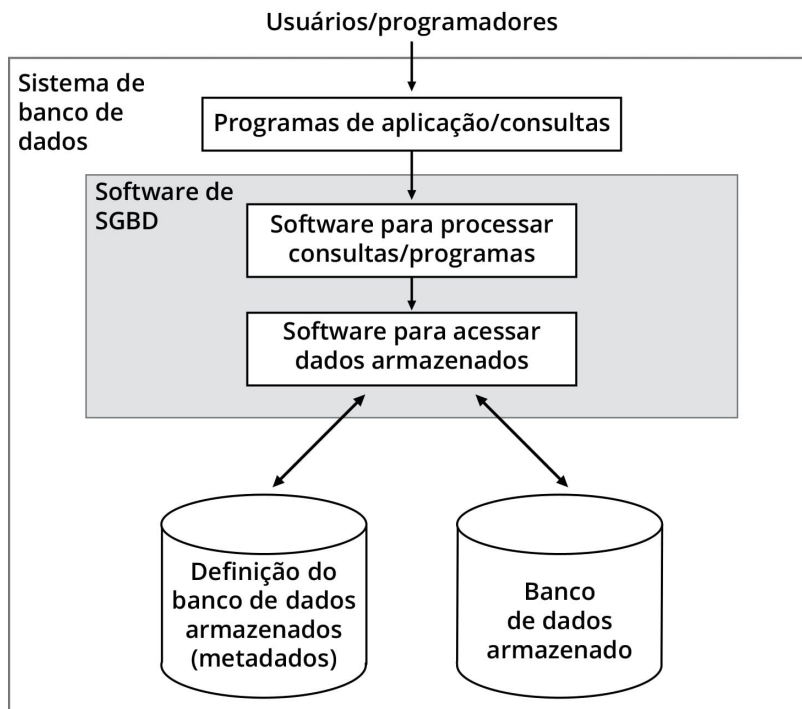 Usuários/programadores
Sistema de
banco de
dados
Programas de aplicação/consultas
Software de
SGBD
Software para processar
consultas/programas
Software para acessar
dados armazenados
Definição do
banco de dados
armazenados
(metadados)
Banco
de dados
armazenado